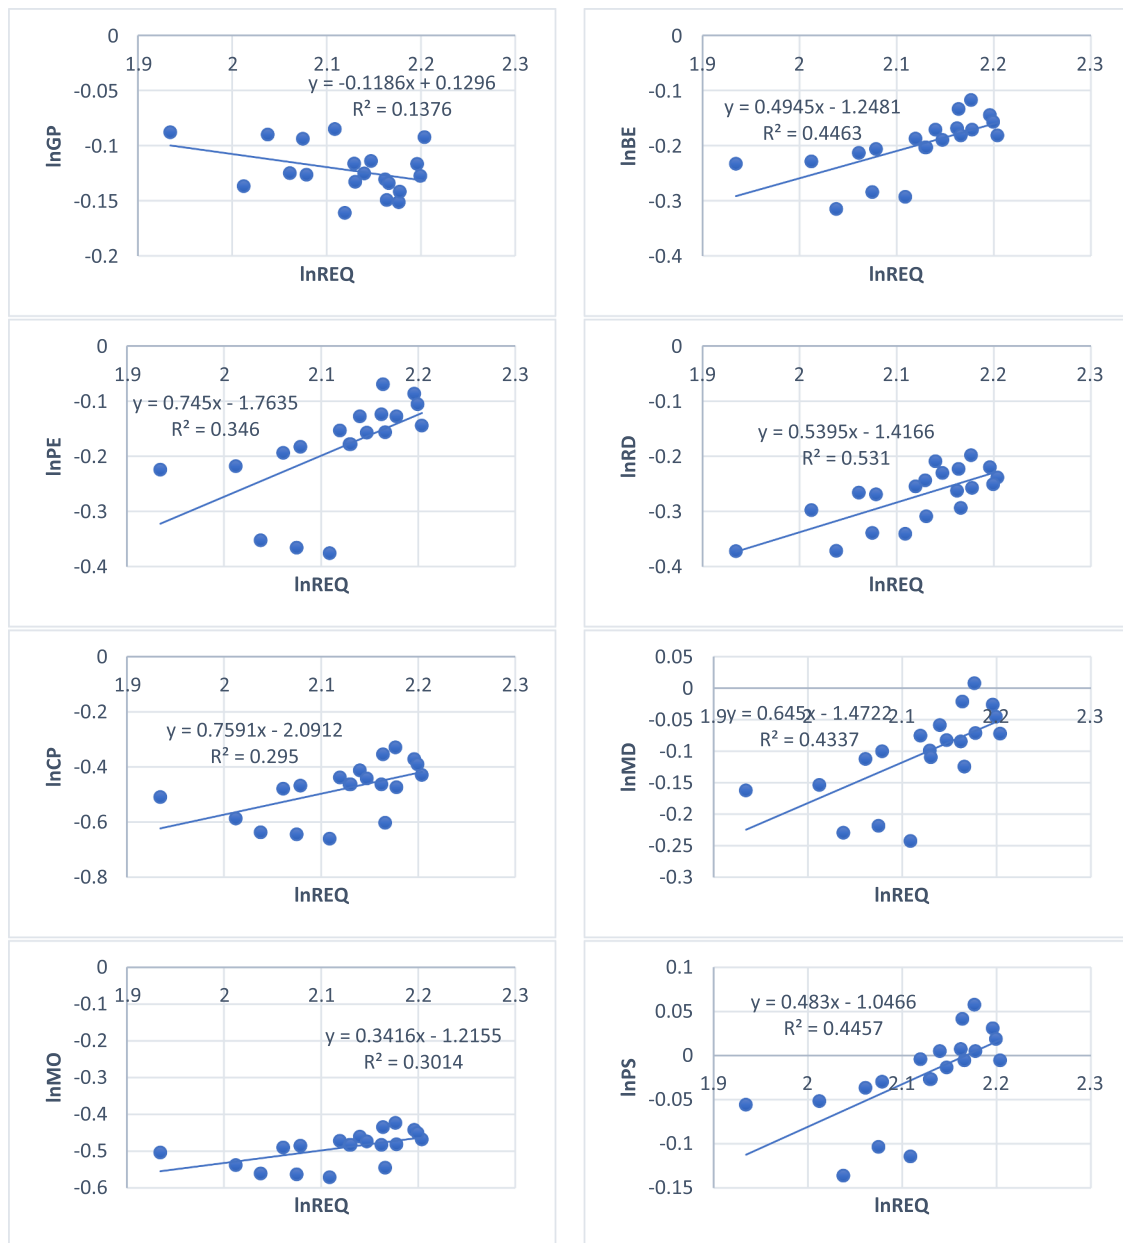 0
1.9 2 2.1 2.2 2.3
y = -0.1186x + 0.1296
R² = 0.1376
-0.05
-0.1
-0.15
-0.2
lnGP
lnREQ
0
1.9 2 2.1 2.2 2.3
-0.1
y = 0.4945x - 1.2481
R² = 0.4463
-0.2
-0.3
-0.4
lnBE
lnREQ
0
1.9 2 2.1 2.2 2.3
-0.1
y = 0.745x - 1.7635
R² = 0.346
-0.2
-0.3
-0.4
lnPE
lnREQ
0
1.9 2 2.1 2.2 2.3
-0.1
y = 0.5395x - 1.4166
R² = 0.531
-0.2
-0.3
-0.4
lnRD
lnREQ
0
1.9 2 2.1 2.2 2.3
-0.2
y = 0.7591x - 2.0912
R² = 0.295
-0.4
-0.6
-0.8
lnCP
lnREQ
0.05
0
1.9 2 2.1 2.2 2.3
y = 0.645x - 1.4722
R² = 0.4337
-0.05
-0.1
-0.15
-0.2
-0.25
-0.3
lnMD
lnREQ
0
1.9 2 2.1 2.2 2.3
-0.1
y = 0.3416x - 1.2155
R² = 0.3014
-0.2
-0.3
-0.4
-0.5
-0.6
lnMO
lnREQ
0.1
y = 0.483x - 1.0466
R² = 0.4457
0.05
0
1.9 2 2.1 2.2 2.3
-0.05
-0.1
-0.15
lnPS
lnREQ